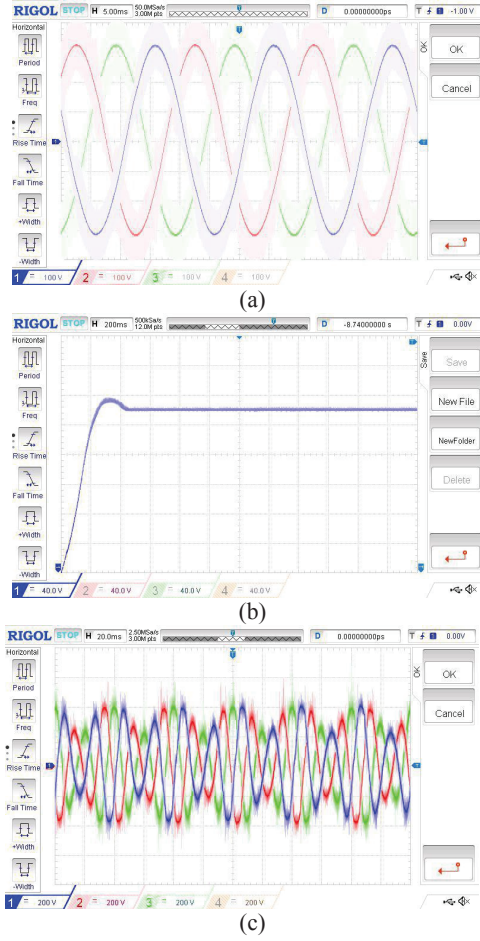 RIGOL STOP H 5.00ms 50.0MSa/s 3.00M pts D 0.00000000ps T 1 -1.00 V
Horizontal
Period
Freq
Rise Time
Fall Time
+Width
-Width
OK
OK
Cancel
1 = 100 V 2 = 100 V 3 = 100 V 4 = 100 V
(a)
RIGOL STOP H 200ms 500kSa/s 12.0M pts D -8.74000000 s T 1 0.00V
Horizontal
Period
Freq
Rise Time
Fall Time
+Width
-Width
Save
Save
New File
NewFolder
Delete
1 = 40.0 V 2 = 40.0 V 3 = 40.0 V 4 = 40.0 V
(b)
RIGOL STOP H 20.0ms 2.50MSa/s 3.00M pts D 0.00000000ps T 1 0.00V
Horizontal
Period
Freq
Rise Time
Fall Time
+Width
-Width
OK
OK
Cancel
1 = 200 V 2 = 200 V 3 = 200 V 4 = 200 V
(c)